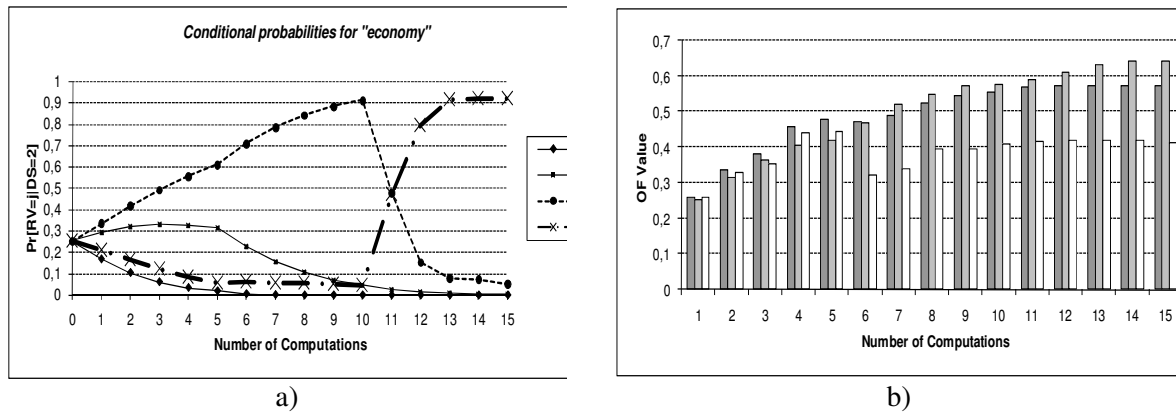 Conditional probabilities for "economy"
Pr[RV=j|DS=2]
1
0,9
0,8
0,7
0,6
0,5
0,4
0,3
0,2
0,1
0
0 1 2 3 4 5 6 7 8 9 10 11 12 13 14 15
Number of Computations
a)
OF Value
0,7
0,6
0,5
0,4
0,3
0,2
0,1
0
1 2 3 4 5 6 7 8 9 10 11 12 13 14 15
Number of Computations
b)